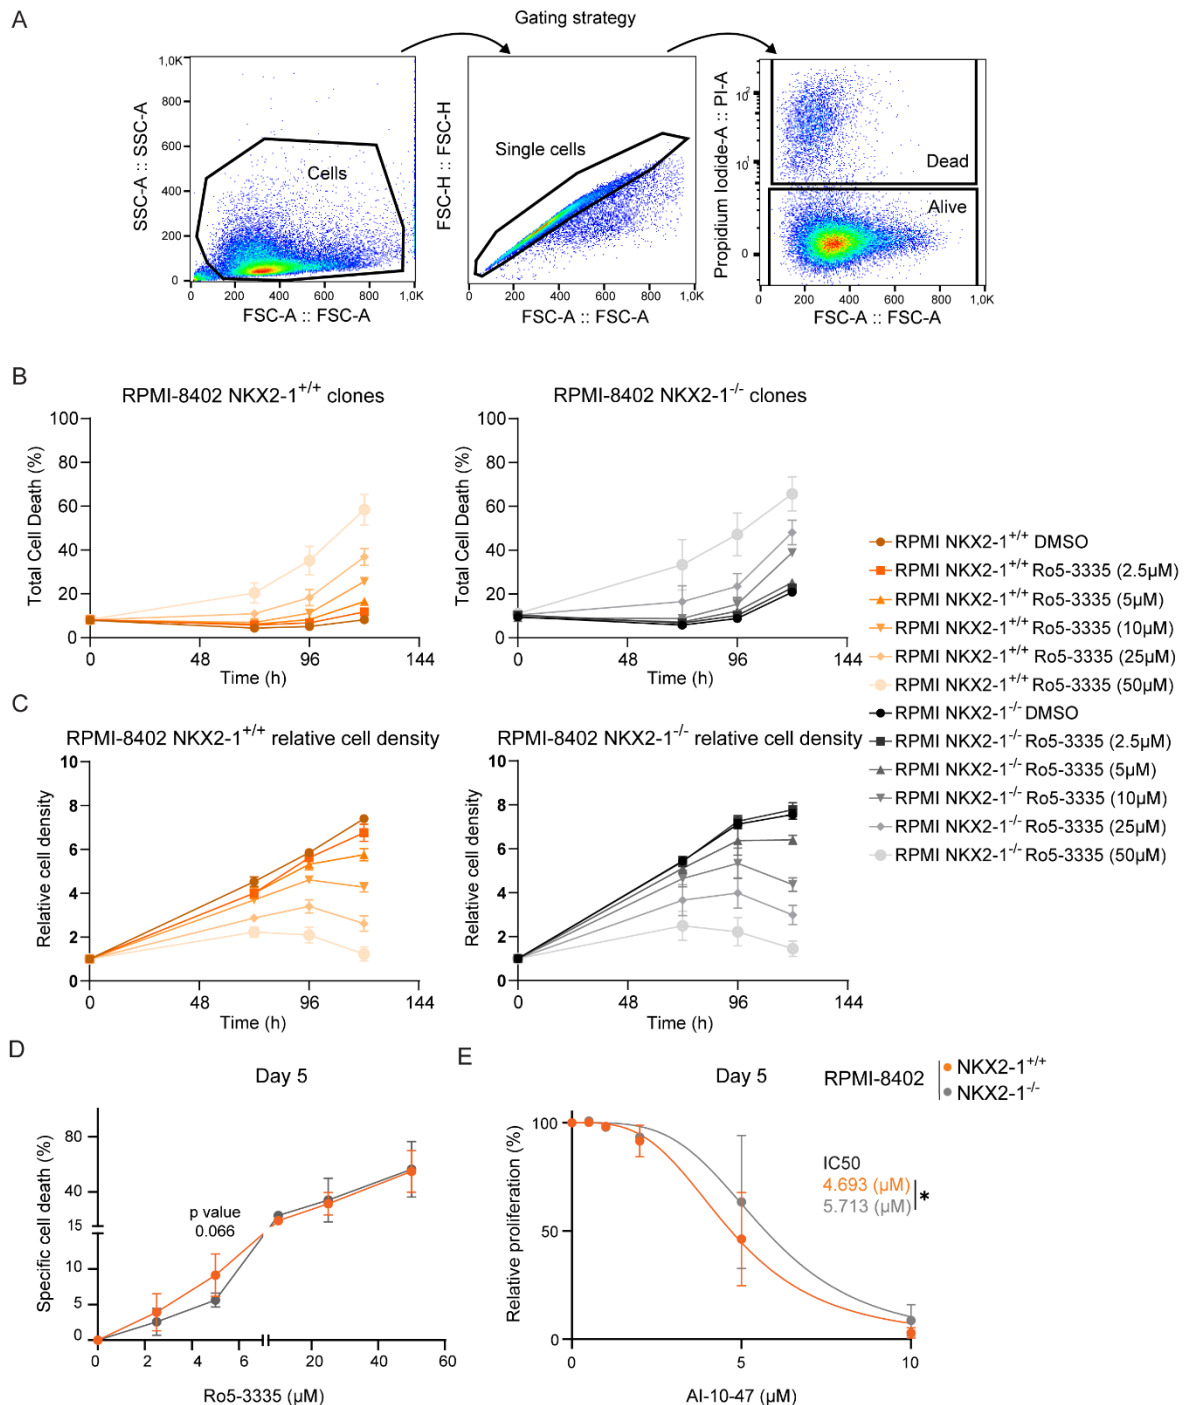 A
Gating strategy
SSC-A :: SSC-A
1,0K
800
600
400
200
0
Cells
0
200
400
600
800
1,0K
FSC-A :: FSC-A
FSC-H :: FSC-H
Single cells
0
200
400
600
800
1,0K
FSC-A :: FSC-A
Propidium Iodide-A :: PI-A
10²
10¹
0
Dead
Alive
0
200
400
600
800
1,0K
FSC-A :: FSC-A
B
RPMI-8402 NKX2-1+/+ clones
Total Cell Death (%)
100
80
60
40
20
0
0
48
96
144
Time (h)
RPMI-8402 NKX2-1-/- clones
Total Cell Death (%)
100
80
60
40
20
0
0
48
96
144
Time (h)
RPMI NKX2-1+/+ DMSO
RPMI NKX2-1+/+ Ro5-3335 (2.5µM)
RPMI NKX2-1+/+ Ro5-3335 (5µM)
RPMI NKX2-1+/+ Ro5-3335 (10µM)
RPMI NKX2-1+/+ Ro5-3335 (25µM)
RPMI NKX2-1+/+ Ro5-3335 (50µM)
RPMI NKX2-1-/- DMSO
RPMI NKX2-1-/- Ro5-3335 (2.5µM)
RPMI NKX2-1-/- Ro5-3335 (5µM)
RPMI NKX2-1-/- Ro5-3335 (10µM)
RPMI NKX2-1-/- Ro5-3335 (25µM)
RPMI NKX2-1-/- Ro5-3335 (50µM)
C
RPMI-8402 NKX2-1+/+ relative cell density
Relative cell density
10
8
6
4
2
0
0
48
96
144
Time (h)
RPMI-8402 NKX2-1-/- relative cell density
Relative cell density
10
8
6
4
2
0
0
48
96
144
Time (h)
D
Day 5
Specific cell death (%)
80
40
15
10
5
0
p value
0.066
0
2
4
6
20
40
60
Ro5-3335 (µM)
E
Day 5
RPMI-8402
NKX2-1+/+
NKX2-1-/-
Relative proliferation (%)
100
50
0
IC50
4.693 (µM)
5.713 (µM)
*
0
5
10
AI-10-47 (µM)